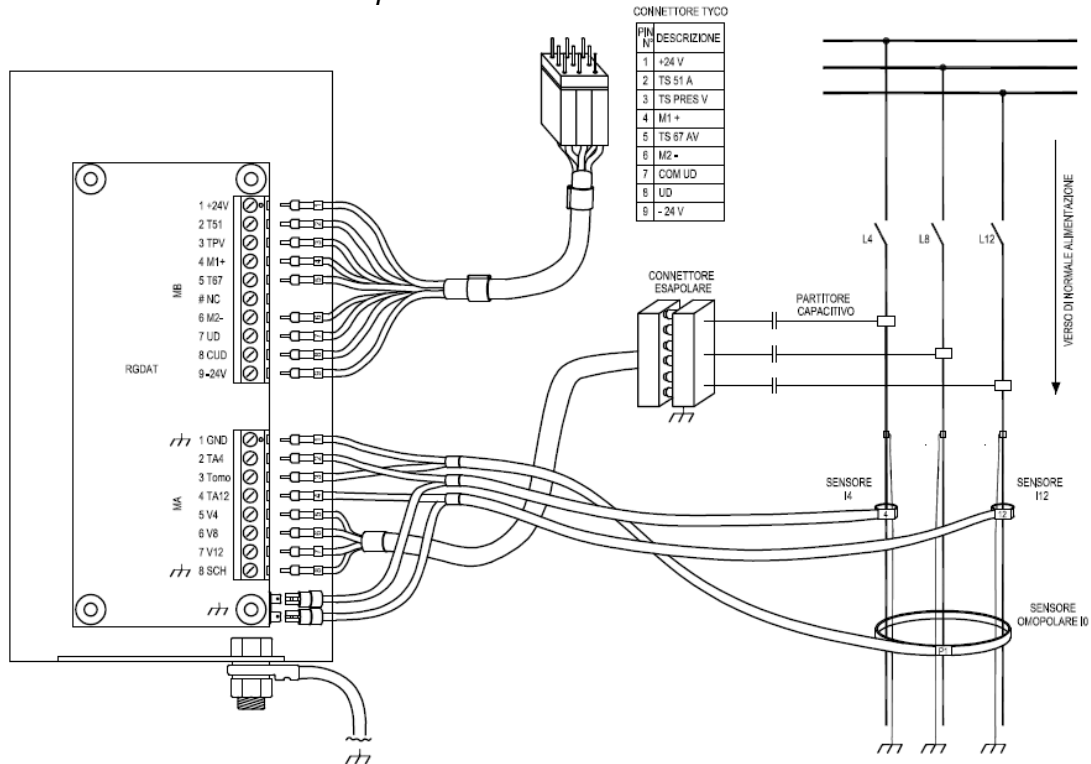 CONNETTORE TYCO
PIN N° DESCRIZIONE
1 +24 V
2 TS 51 A
3 TS PRES V
4 M1 +
5 TS 67 AV
6 M2 -
7 COM UD
8 UD
9 - 24 V
1 +24V
2 T51
3 TPV
4 M1+
5 T67
# NC
6 M2-
7 UD
8 CUD
9 -24V
MB
RGDAT
1 GND
2 TA4
3 Tomo
4 TA12
5 V4
6 V8
7 V12
8 SCH
MA
CONNETTORE
ESAPOLARE
PARTITORE
CAPACITIVO
L4
L8
L12
VERSO DI NORMALE ALIMENTAZIONE
SENSORE
I4
SENSORE
I12
4
12
SENSORE
OMOPOLARE I0
P1